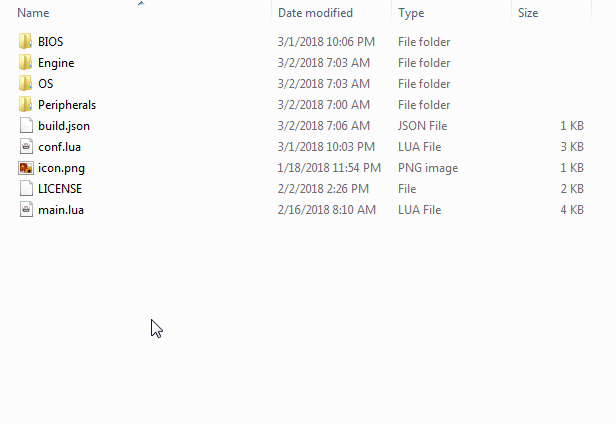 Name Date modified Type Size
BIOS 3/1/2018 10:06 PM File folder
Engine 3/2/2018 7:03 AM File folder
OS 3/2/2018 7:03 AM File folder
Peripherals 3/2/2018 7:00 AM File folder
build.json 3/2/2018 7:06 AM JSON File 1 KB
conf.lua 3/1/2018 10:03 PM LUA File 3 KB
icon.png 1/18/2018 11:54 PM PNG image 1 KB
LICENSE 2/2/2018 2:26 PM File 2 KB
main.lua 2/16/2018 8:10 AM LUA File 4 KB